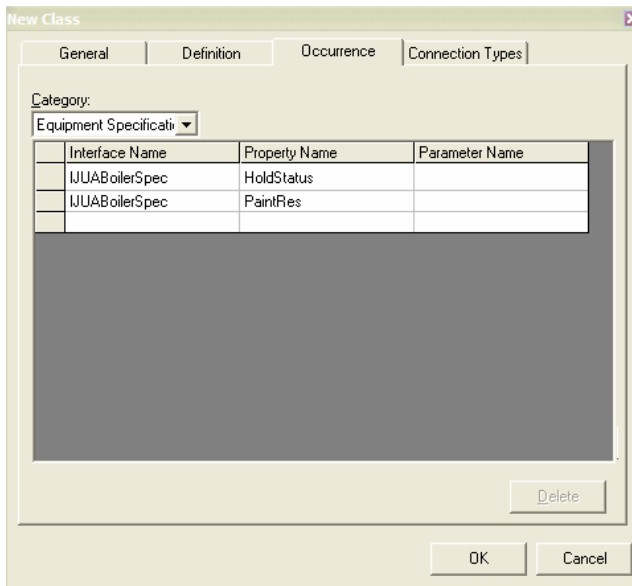 New Class
General Definition Occurrence Connection Types
Category:
Equipment Specificati
Interface Name Property Name Parameter Name
IJUABoilerSpec HoldStatus
IJUABoilerSpec PaintRes
Delete
OK Cancel